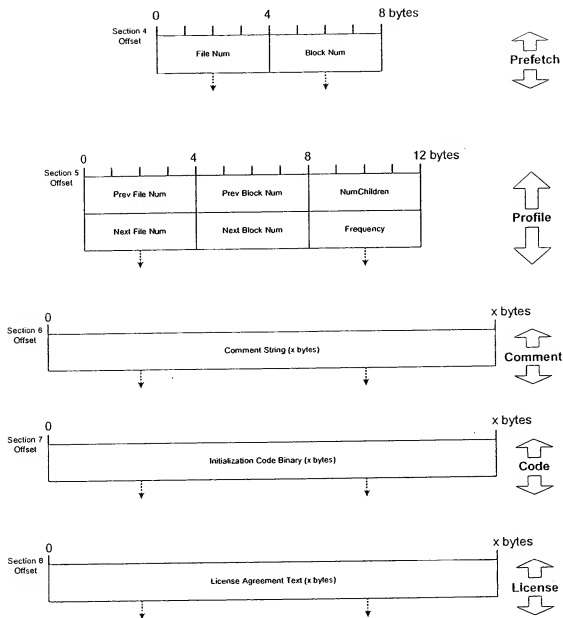 0 4 8 bytes
Section 4
Offset
File Num Block Num
Prefetch
0 4 8 12 bytes
Section 5
Offset
Prev File Num Prev Block Num NumChildren
Next File Num Next Block Num Frequency
Profile
0 x bytes
Section 6
Offset
Comment String (x bytes)
Comment
0 x bytes
Section 7
Offset
Initialization Code Binary (x bytes)
Code
0 x bytes
Section 8
Offset
License Agreement Text (x bytes)
License